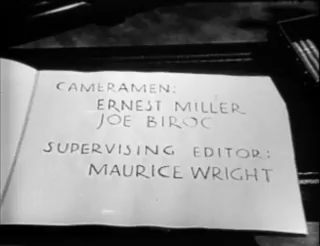 CAMERAMEN:
ERNEST MILLER
JOE BIROC
SUPERVISING EDITOR:
MAURICE WRIGHT